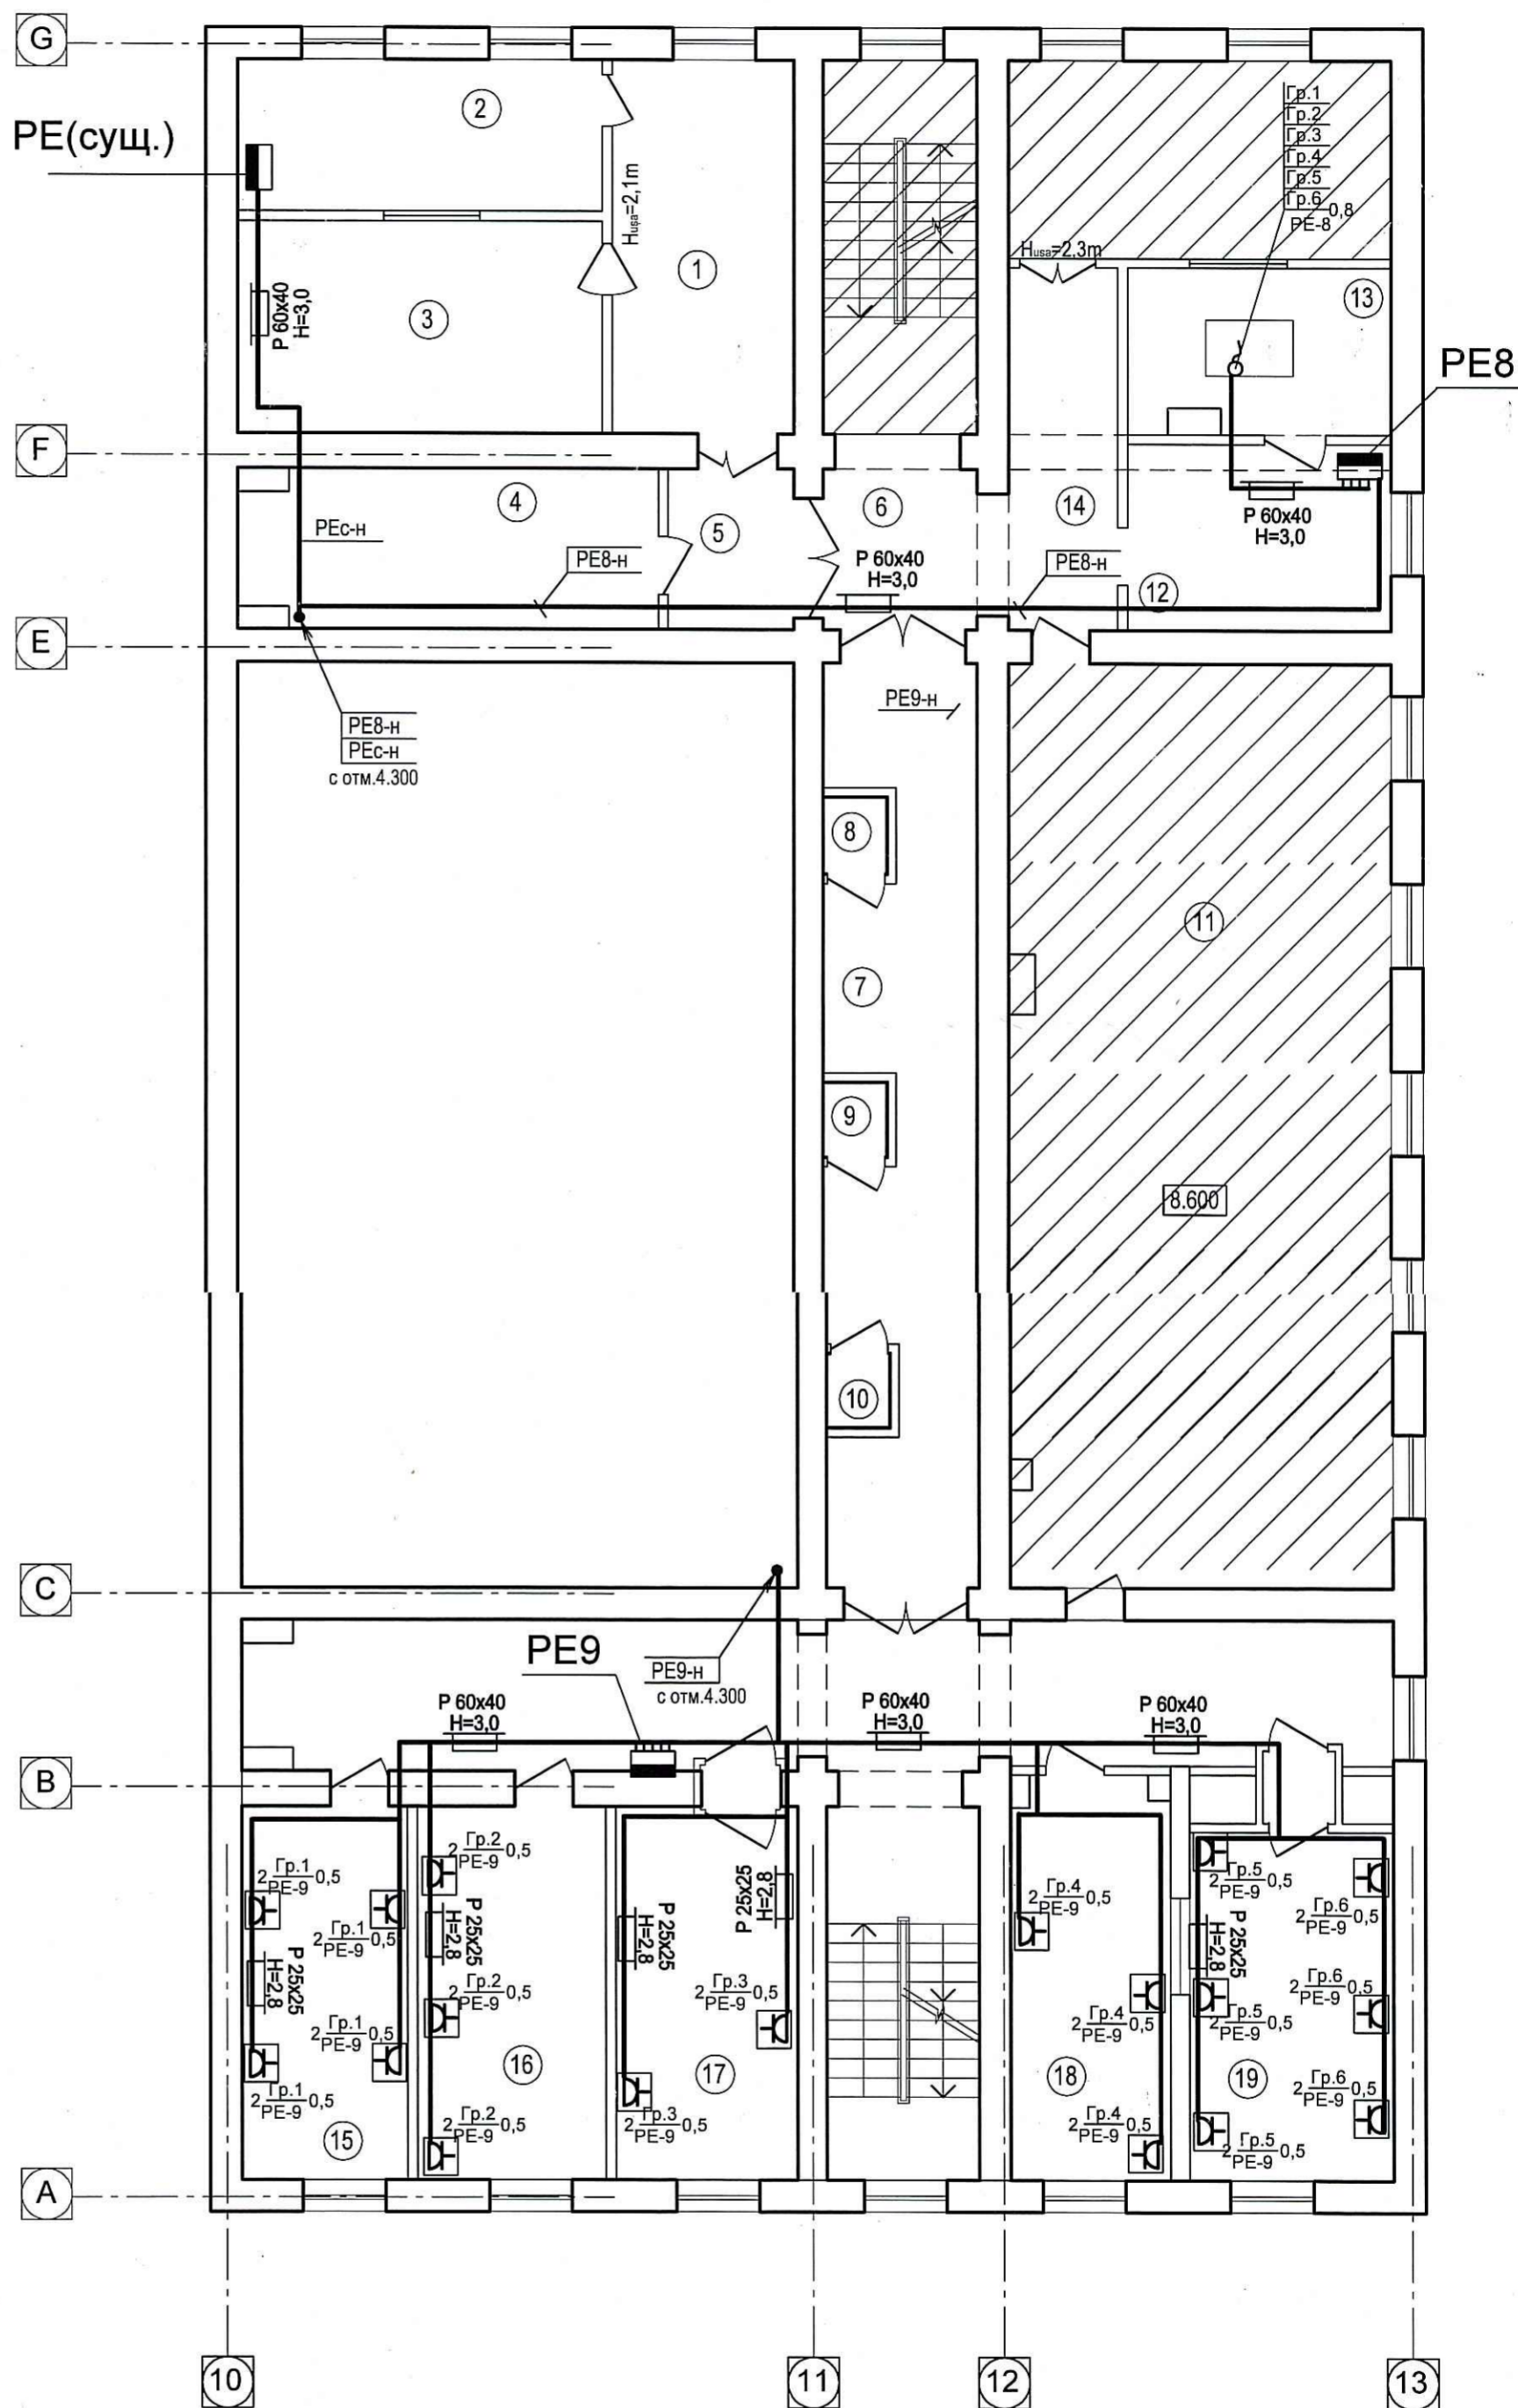 G
2
PE(сущ.)
Гр.1
Гр.2
Гр.3
Гр.4
Гр.5
Гр.6
0,8
PE-8
Hușa=2,1m
1
Hușa=2,3m
13
3
P 60x40
H=3,0
PE8
F
4
6
14
5
PEс-н
PE8-н
P 60x40
H=3,0
PE8-н
P 60x40
H=3,0
12
E
PE9-н
PE8-н
PEс-н
с отм.4.300
8
11
7
9
8.600
10
C
PE9
PE9-н
с отм.4.300
P 60x40
H=3,0
P 60x40
H=3,0
P 60x40
H=3,0
B
2 Гр.1 0,5
PE-9
2 Гр.1 0,5
PE-9
P 25x25
H=2,8
2 Гр.1 0,5
PE-9
2 Гр.1 0,5
PE-9
15
2 Гр.2 0,5
PE-9
P 25x25
H=2,8
2 Гр.2 0,5
PE-9
16
2 Гр.2 0,5
PE-9
P 25x25
H=2,8
P 25x25
H=2,8
2 Гр.3 0,5
PE-9
17
2 Гр.3 0,5
PE-9
2 Гр.4 0,5
PE-9
2 Гр.4 0,5
PE-9
18
2 Гр.4 0,5
PE-9
2 Гр.5 0,5
PE-9
P 25x25
H=2,8
2 Гр.5 0,5
PE-9
19
2 Гр.5 0,5
PE-9
2 Гр.6 0,5
PE-9
2 Гр.6 0,5
PE-9
2 Гр.6 0,5
PE-9
A
10
11
12
13